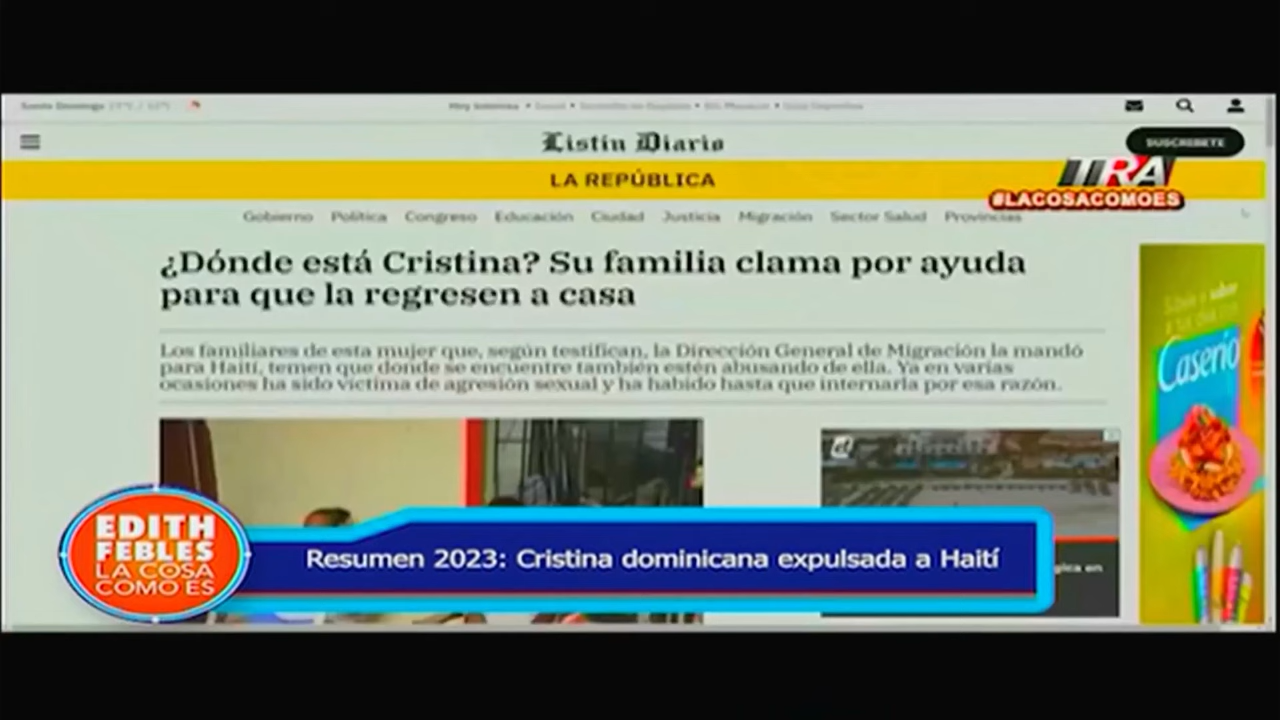 Santo Domingo
Listin Diario
SUSCRÍBETE
LA REPÚBLICA
TRA
#LACOSACOMOES
Gobierno Política Congreso Educación Ciudad Justicia Migración Sector Salud Provincias
¿Dónde está Cristina? Su familia clama por ayuda
para que la regresen a casa
Los familiares de esta mujer que, según testifican, la Dirección General de Migración la mandó
para Haití, temen que donde se encuentre también estén abusando de ella. Ya en varias
ocasiones ha sido víctima de agresión sexual y ha habido hasta que internarla por esa razón.
Caserío
EDITH
FEBLES
LA COSA
COMO ES
Resumen 2023: Cristina dominicana expulsada a Haití